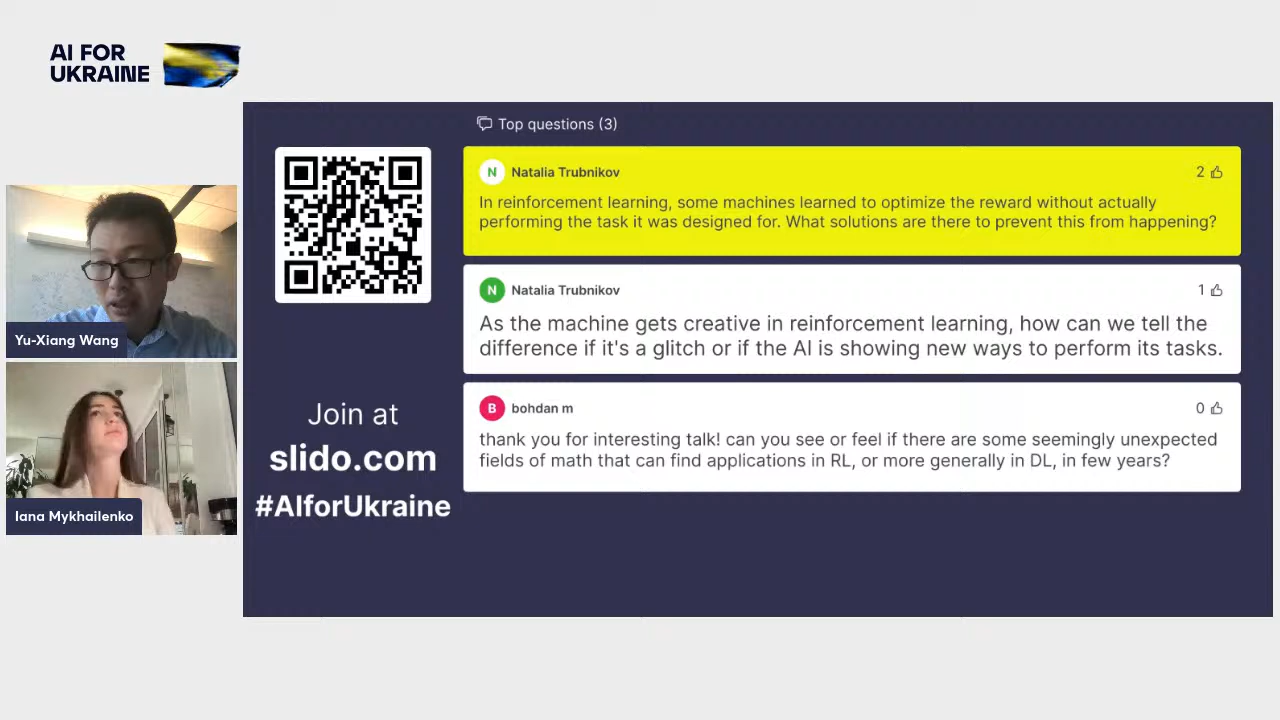 AI FOR
UKRAINE
Top questions (3)
N Natalia Trubnikov 2
In reinforcement learning, some machines learned to optimize the reward without actually
performing the task it was designed for. What solutions are there to prevent this from happening?
N Natalia Trubnikov 1
As the machine gets creative in reinforcement learning, how can we tell the
difference if it's a glitch or if the AI is showing new ways to perform its tasks.
B bohdan m 0
thank you for interesting talk! can you see or feel if there are some seemingly unexpected
fields of math that can find applications in RL, or more generally in DL, in few years?
Join at
slido.com
#AIforUkraine
Yu-Xiang Wang
Iana Mykhailenko